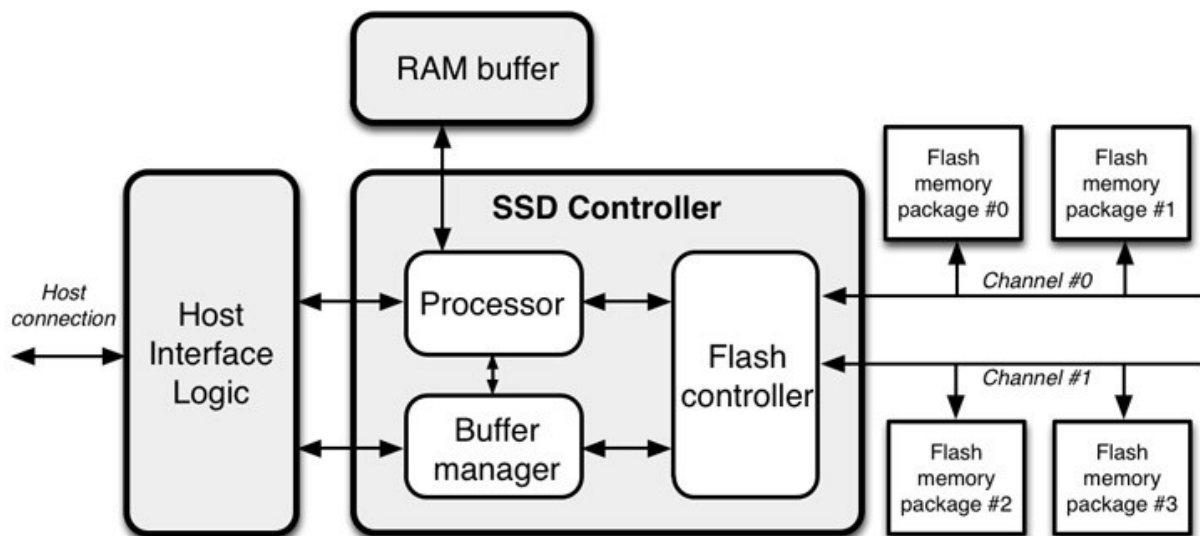 RAM buffer
SSD Controller
Host
connection
Host
Interface
Logic
Processor
Buffer
manager
Flash
controller
Flash
memory
package #0
Flash
memory
package #1
Channel #0
Channel #1
Flash
memory
package #2
Flash
memory
package #3